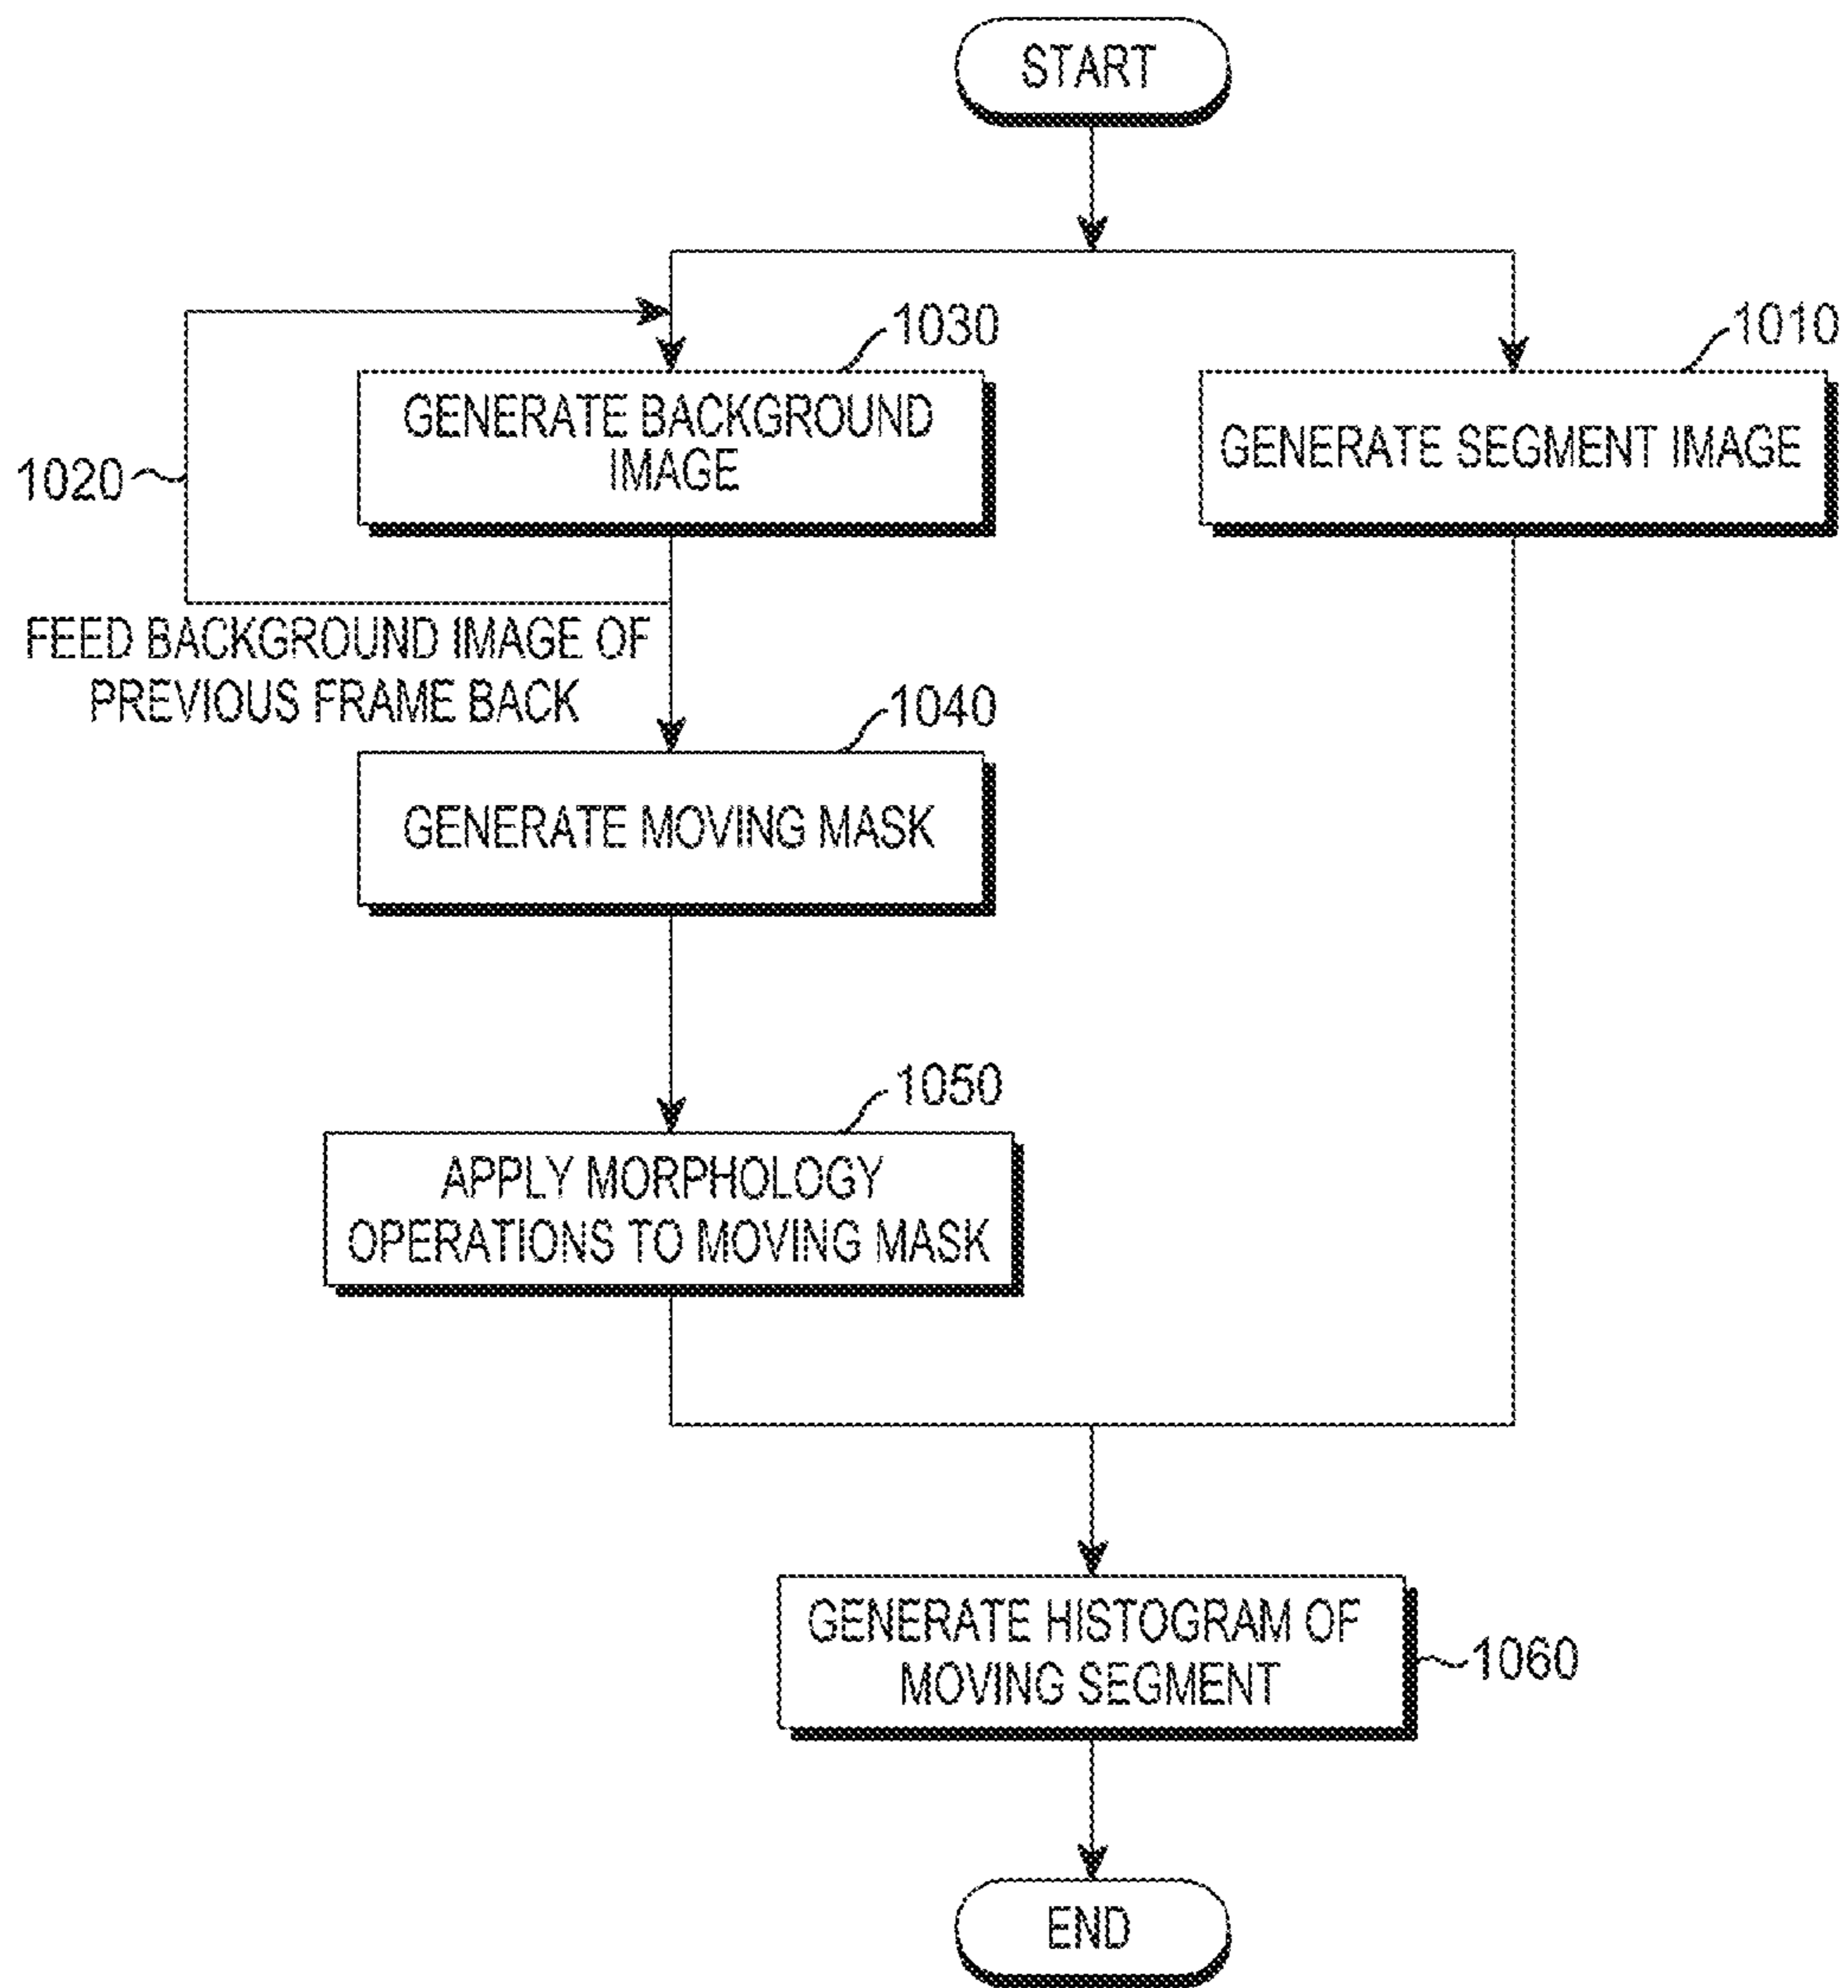 START
1030
1010
GENERATE BACKGROUND
IMAGE
GENERATE SEGMENT IMAGE
1020
FEED BACKGROUND IMAGE OF
PREVIOUS FRAME BACK
1040
GENERATE MOVING MASK
1050
APPLY MORPHOLOGY
OPERATIONS TO MOVING MASK
GENERATE HISTOGRAM OF
MOVING SEGMENT
1060
END